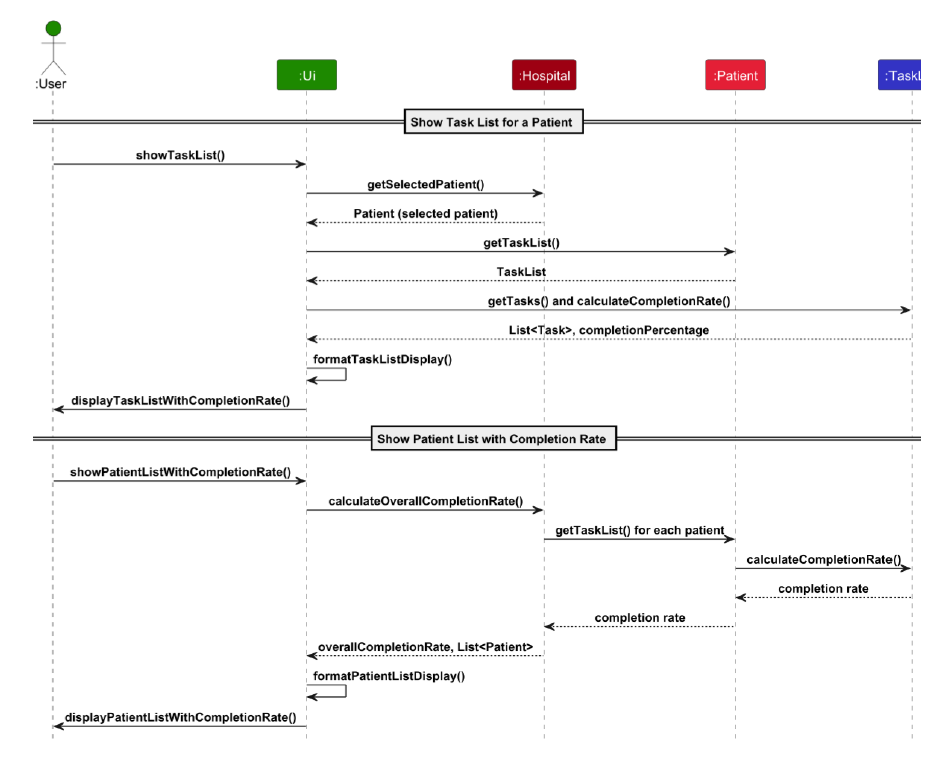 :User
:Ui
:Hospital
:Patient
:TaskL
Show Task List for a Patient
showTaskList()
getSelectedPatient()
Patient (selected patient)
getTaskList()
TaskList
getTasks() and calculateCompletionRate()
List<Task>, completionPercentage
formatTaskListDisplay()
displayTaskListWithCompletionRate()
Show Patient List with Completion Rate
showPatientListWithCompletionRate()
calculateOverallCompletionRate()
getTaskList() for each patient
calculateCompletionRate()
completion rate
completion rate
overallCompletionRate, List<Patient>
formatPatientListDisplay()
displayPatientListWithCompletionRate()